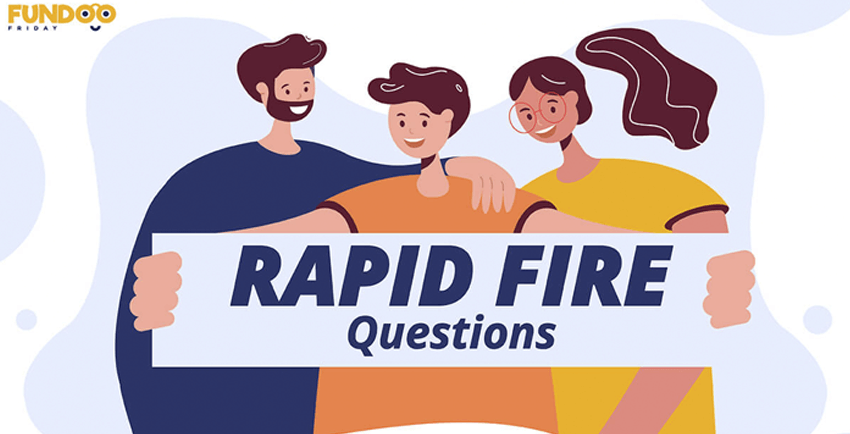 FUNDOO
FRIDAY
RAPID FIRE
Questions